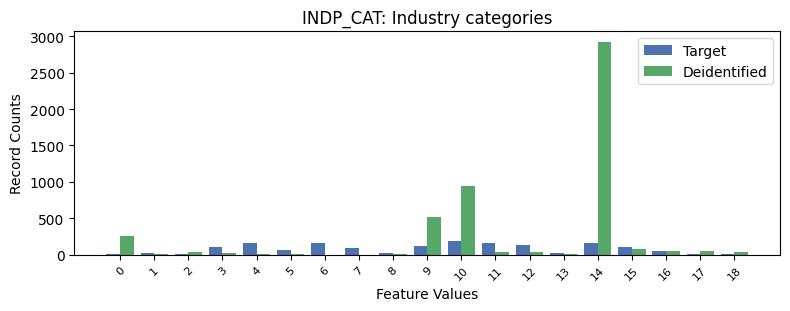 INDP_CAT: Industry categories
Target
Deidentified
Record Counts
3000
2500
2000
1500
1000
500
0
0 1 2 3 4 5 6 7 8 9 10 11 12 13 14 15 16 17 18
Feature Values